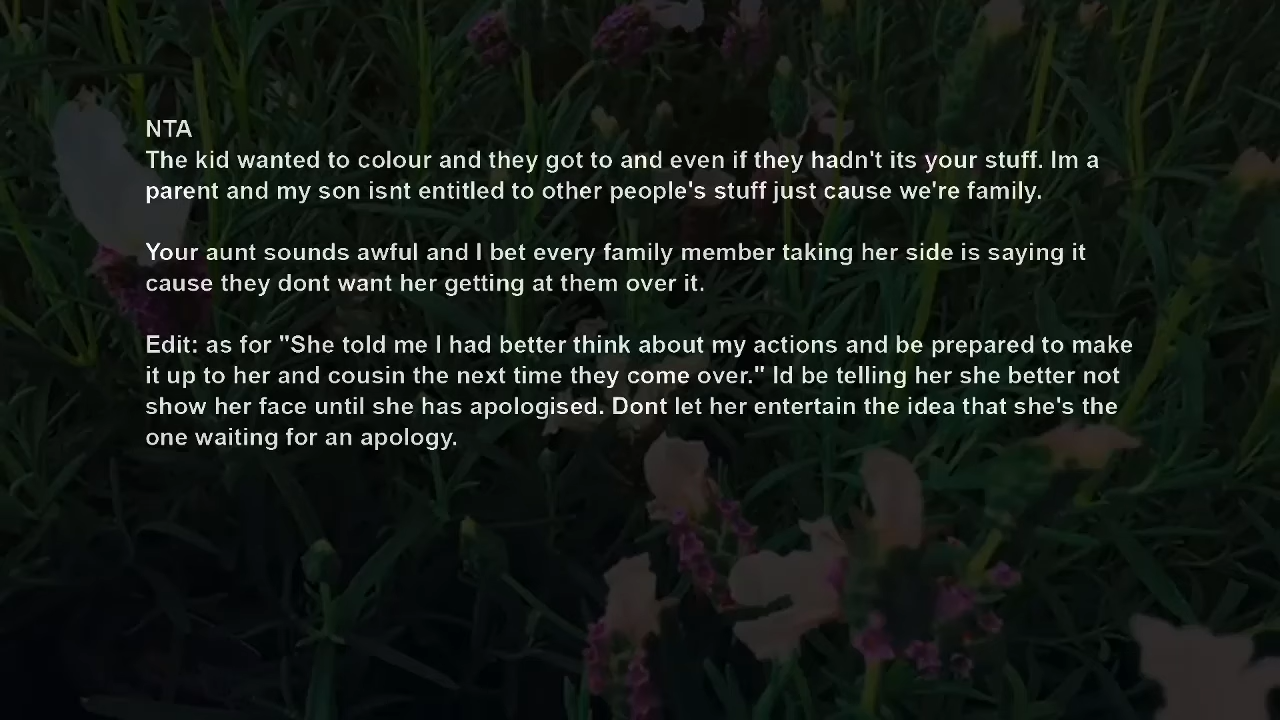 NTA
The kid wanted to colour and they got to and even if they hadn't its your stuff. Im a
parent and my son isnt entitled to other people's stuff just cause we're family.
Your aunt sounds awful and I bet every family member taking her side is saying it
cause they dont want her getting at them over it.
Edit: as for "She told me I had better think about my actions and be prepared to make
it up to her and cousin the next time they come over." Id be telling her she better not
show her face until she has apologised. Dont let her entertain the idea that she's the
one waiting for an apology.